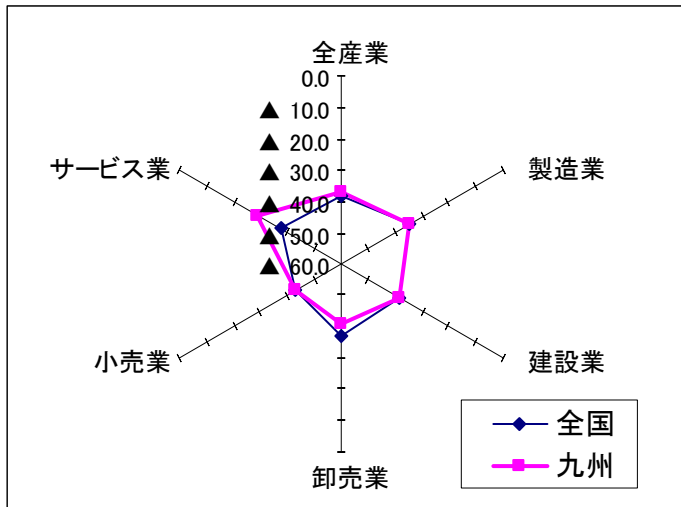 全産業
0.0
▲ 10.0
▲ 20.0
▲ 30.0
▲ 40.0
▲ 50.0
▲ 60.0
サービス業
製造業
小売業
建設業
卸売業
全国
九州